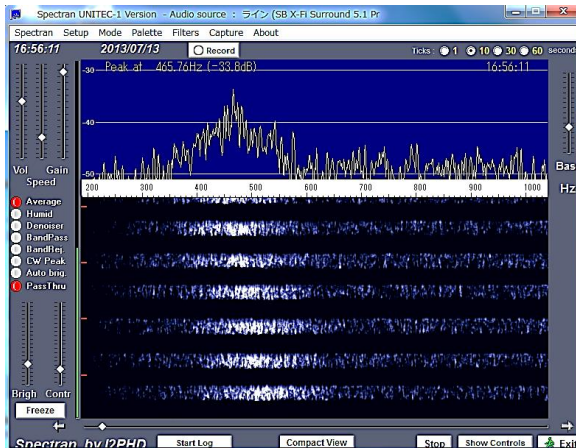 Spectran UNITEC-1 Version - Audio source : ライン (SB X-Fi Surround 5.1 Pr
Spectran Setup Mode Palette Filters Capture About
16:56:11 2013/07/13 Record Ticks: 1 10 30 60 seconds
-30 Peak at 465.76Hz (-33.8dB) 16:56:11
-40
-50
Vol Gain
Speed
Bas
200 300 400 500 600 700 800 900 1000 Hz
Average
Humid
Denoiser
BandPass
BandRej.
CW Peak
Auto brig.
PassThru
Brigh Contr
Freeze
Spectran by I2PHD Start Log Compact View Stop Show Controls Exit